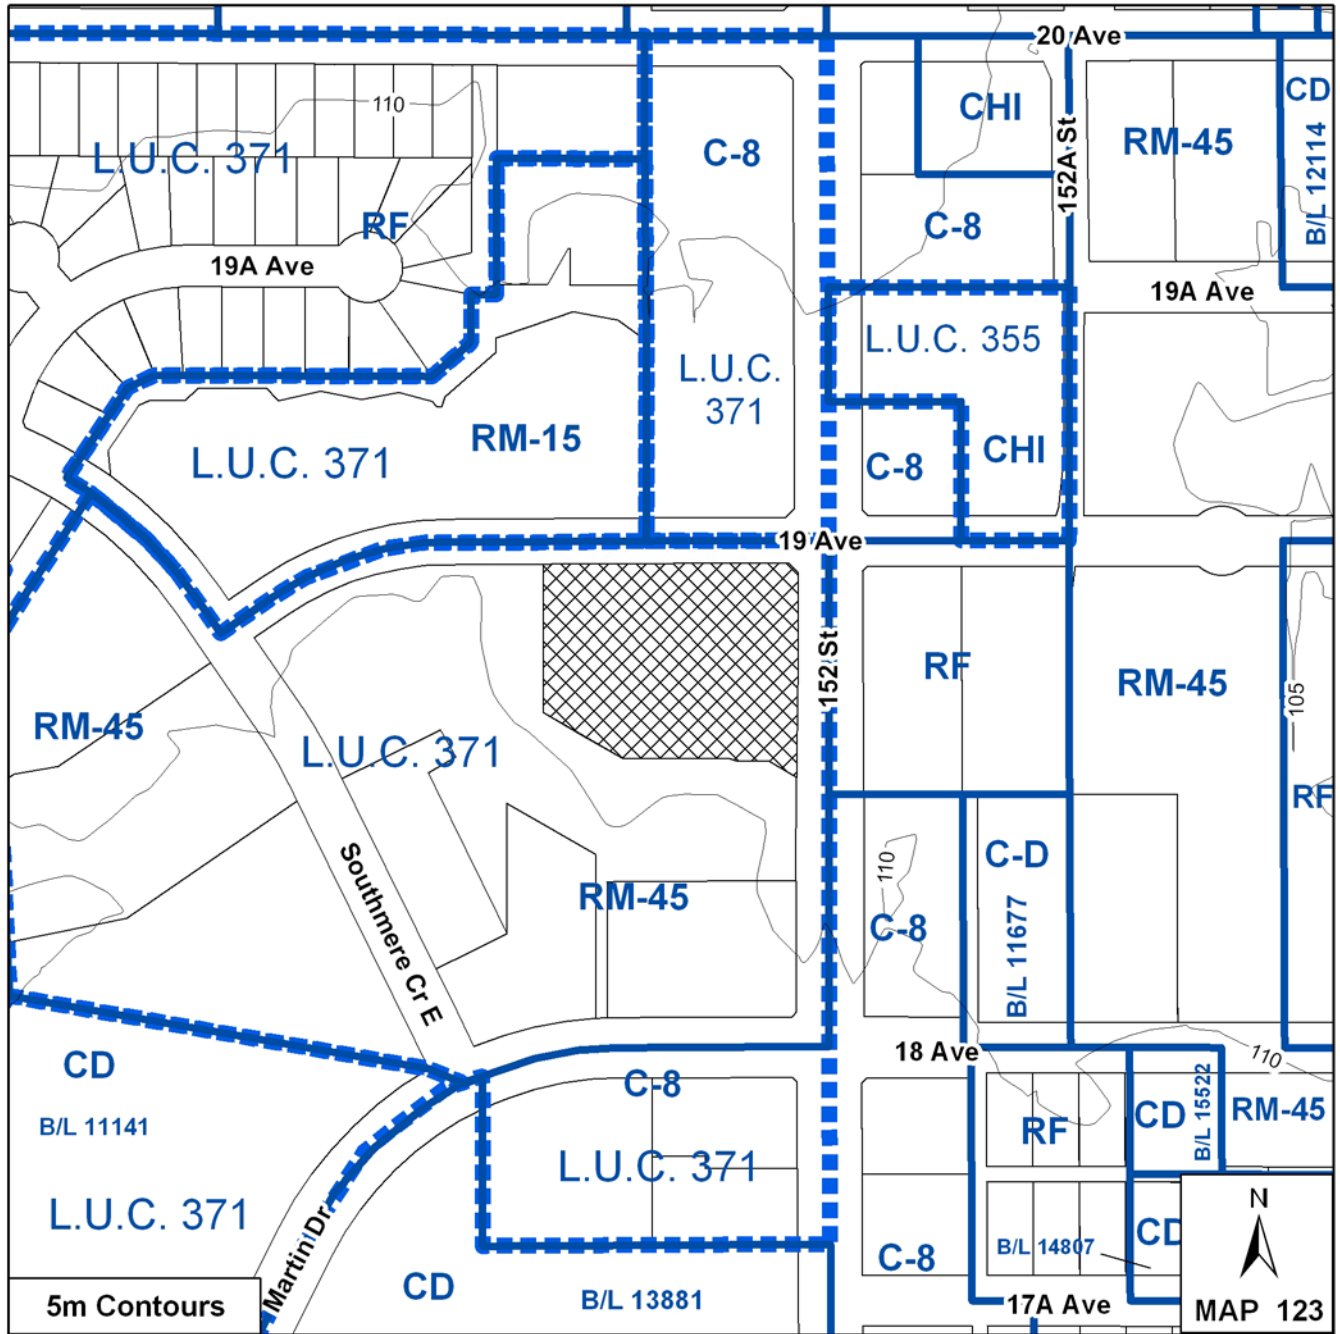 20 Ave
CD
B/L 12114
CHI
110
RM-45
C-8
L.U.C. 371
152A St
RF
C-8
19A Ave
19A Ave
L.U.C. 355
L.U.C.
371
RM-15
CHI
L.U.C. 371
C-8
19 Ave
152 St
RF
RM-45
105
RM-45
L.U.C. 371
RF
C-D
110
Southmere Cr E
RM-45
C-8
B/L 11677
18 Ave
110
CD
C-8
B/L 15522
CD
RM-45
B/L 11141
RF
L.U.C. 371
N
L.U.C. 371
CD
B/L 14807
C-8
Martin Dr
CD
B/L 13881
5m Contours
17A Ave
MAP 123